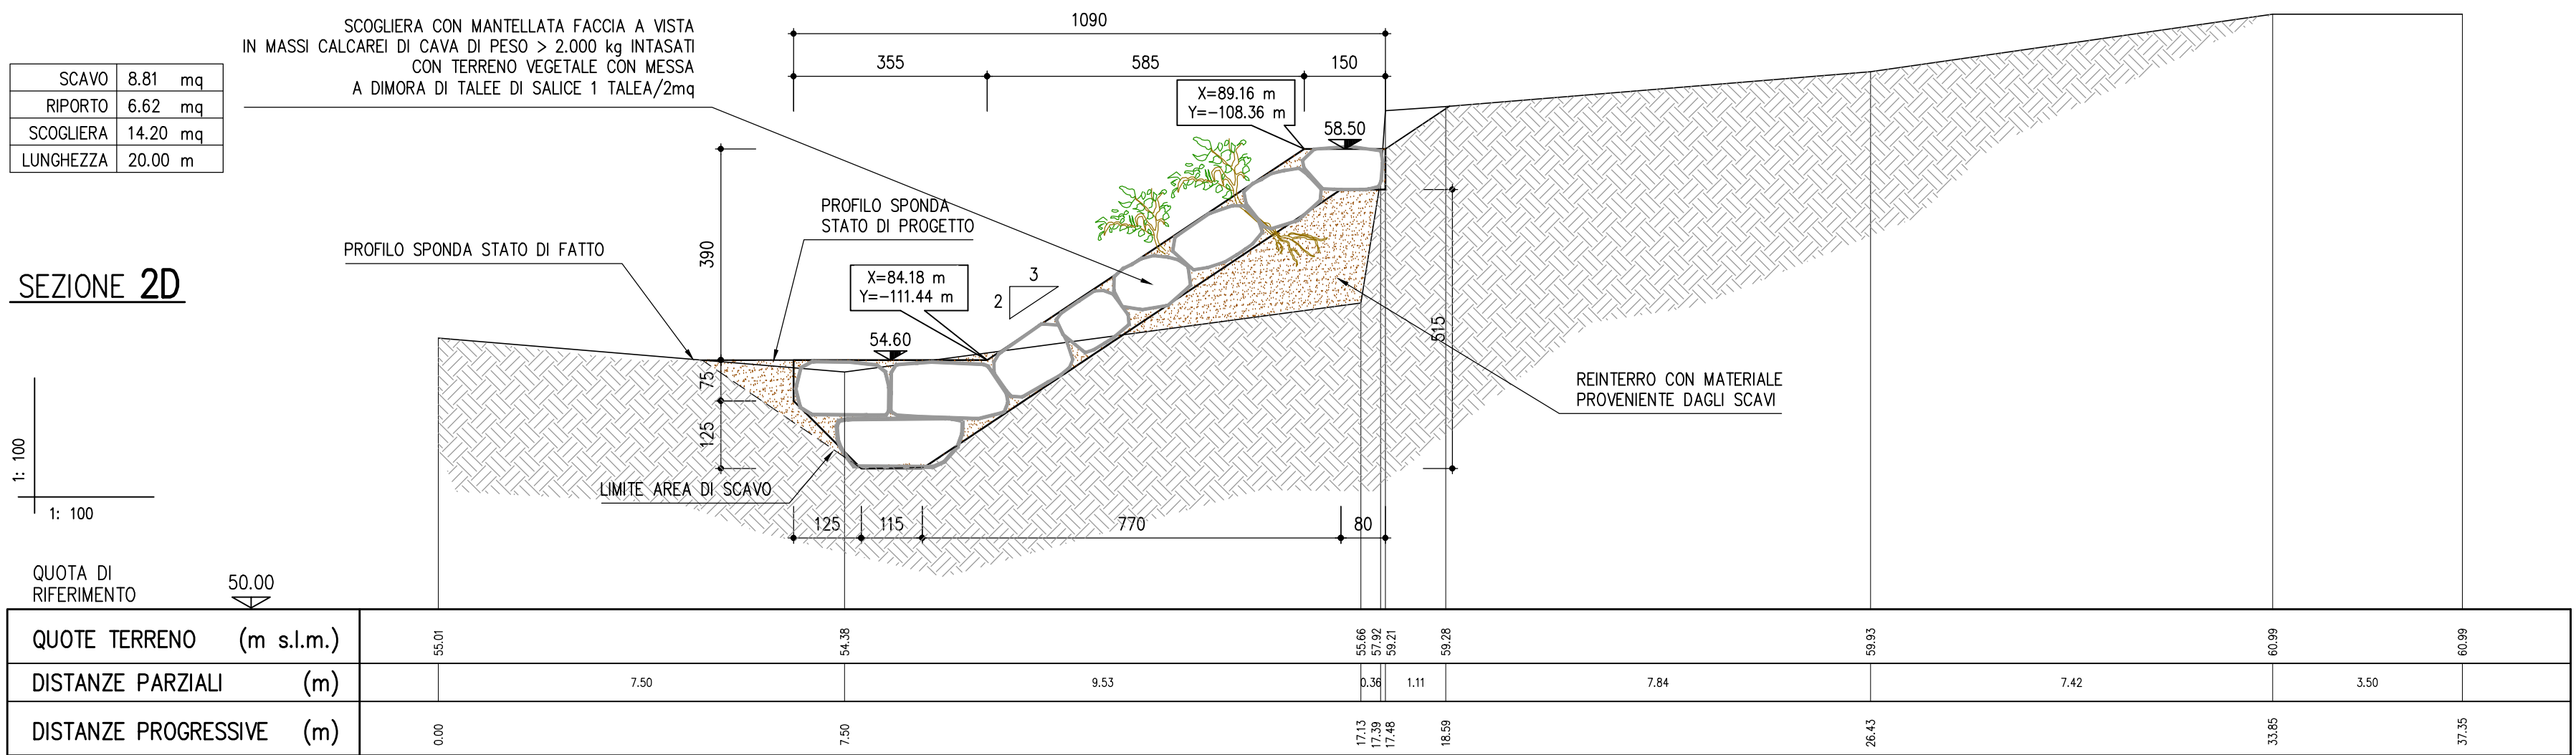 SCOGLIERA CON MANTELLATA FACCIA A VISTA
IN MASSI CALCAREI DI CAVA DI PESO > 2.000 kg INTASATI
CON TERRENO VEGETALE CON MESSA
A DIMORA DI TALEE DI SALICE 1 TALEA/2mq
SCAVO 8.81 mq
RIPORTO 6.62 mq
SCOGLIERA 14.20 mq
LUNGHEZZA 20.00 m
1090
355 585 150
X=89.16 m
Y=-108.36 m
58.50
PROFILO SPONDA
STATO DI PROGETTO
PROFILO SPONDA STATO DI FATTO
390
SEZIONE 2D
X=84.18 m
Y=-111.44 m
3
2
54.60
515
75
125
REINTERRO CON MATERIALE
PROVENIENTE DAGLI SCAVI
LIMITE AREA DI SCAVO
1: 100
1: 100
125 115 770 80
QUOTA DI
RIFERIMENTO
50.00
QUOTE TERRENO (m s.l.m.) 55.01 54.38 55.66 57.92 59.21 59.28 59.93 60.99 60.99
DISTANZE PARZIALI (m) 7.50 9.53 0.36 1.11 7.84 7.42 3.50
DISTANZE PROGRESSIVE (m) 0.00 7.50 17.13 17.39 17.48 18.59 26.43 33.85 37.35